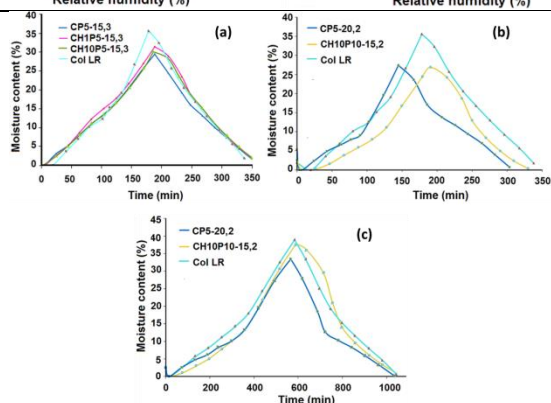 Relative humidity (%)
Relative humidity (%)
(a)
CP5-15,3
CH1P5-15,3
CH10P5-15,3
Col LR
Moisture content (%)
40
35
30
25
20
15
10
5
0
0 50 100 150 200 250 300 350
Time (min)
(b)
CP5-20,2
CH10P10-15,2
Col LR
Moisture content (%)
40
35
30
25
20
15
10
5
0
0 50 100 150 200 250 300 350
Time (min)
(c)
CP5-20,2
CH10P10-15,2
Col LR
Moisture content (%)
45
40
35
30
25
20
15
10
5
0
0 200 400 600 800 1000
Time (min)